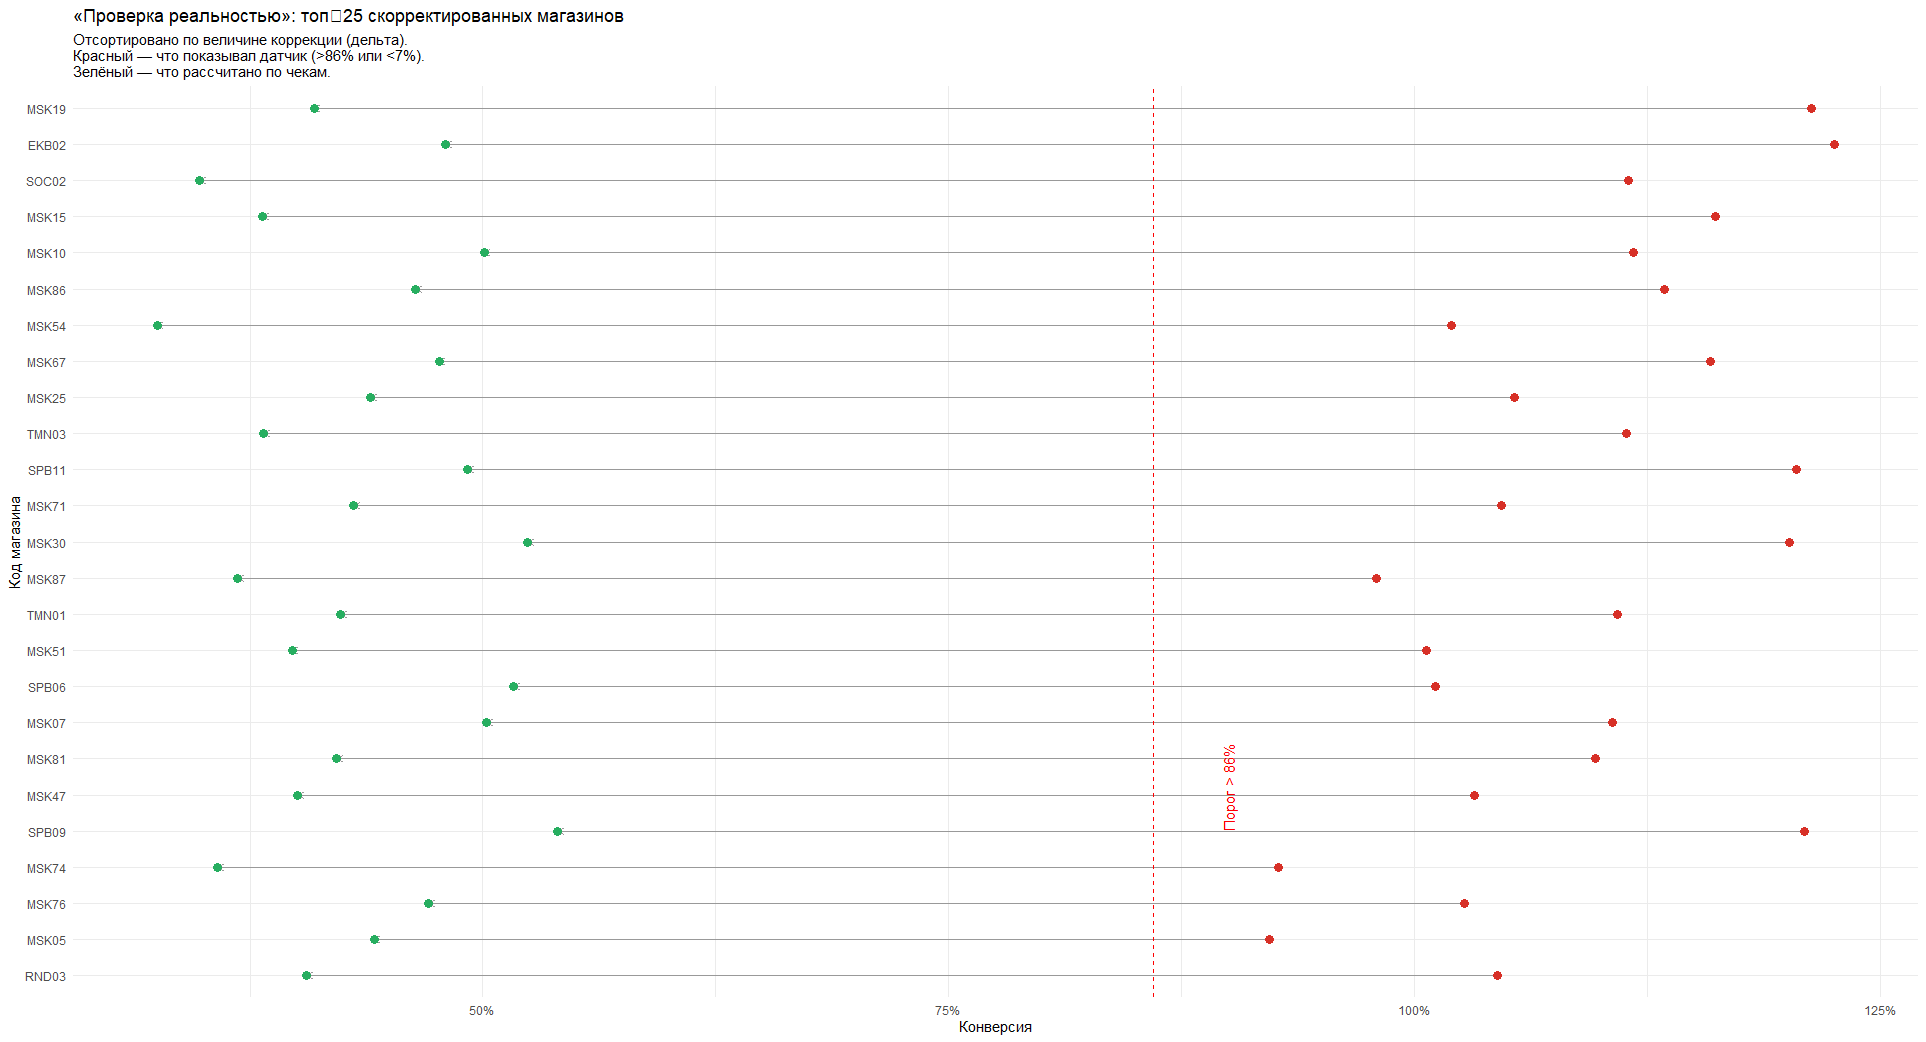 «Проверка реальностью»: топ□25 скорректированных магазинов
Отсортировано по величине коррекции (дельта).
Красный — что показывал датчик (>86% или <7%).
Зелёный — что рассчитано по чекам.
MSK19
EKB02
SOC02
MSK15
MSK10
MSK86
MSK54
MSK67
MSK25
TMN03
SPB11
MSK71
MSK30
MSK87
TMN01
MSK51
SPB06
MSK07
MSK81
MSK47
SPB09
MSK74
MSK76
MSK05
RND03
Код магазина
Порог > 86%
50%
75%
100%
125%
Конверсия